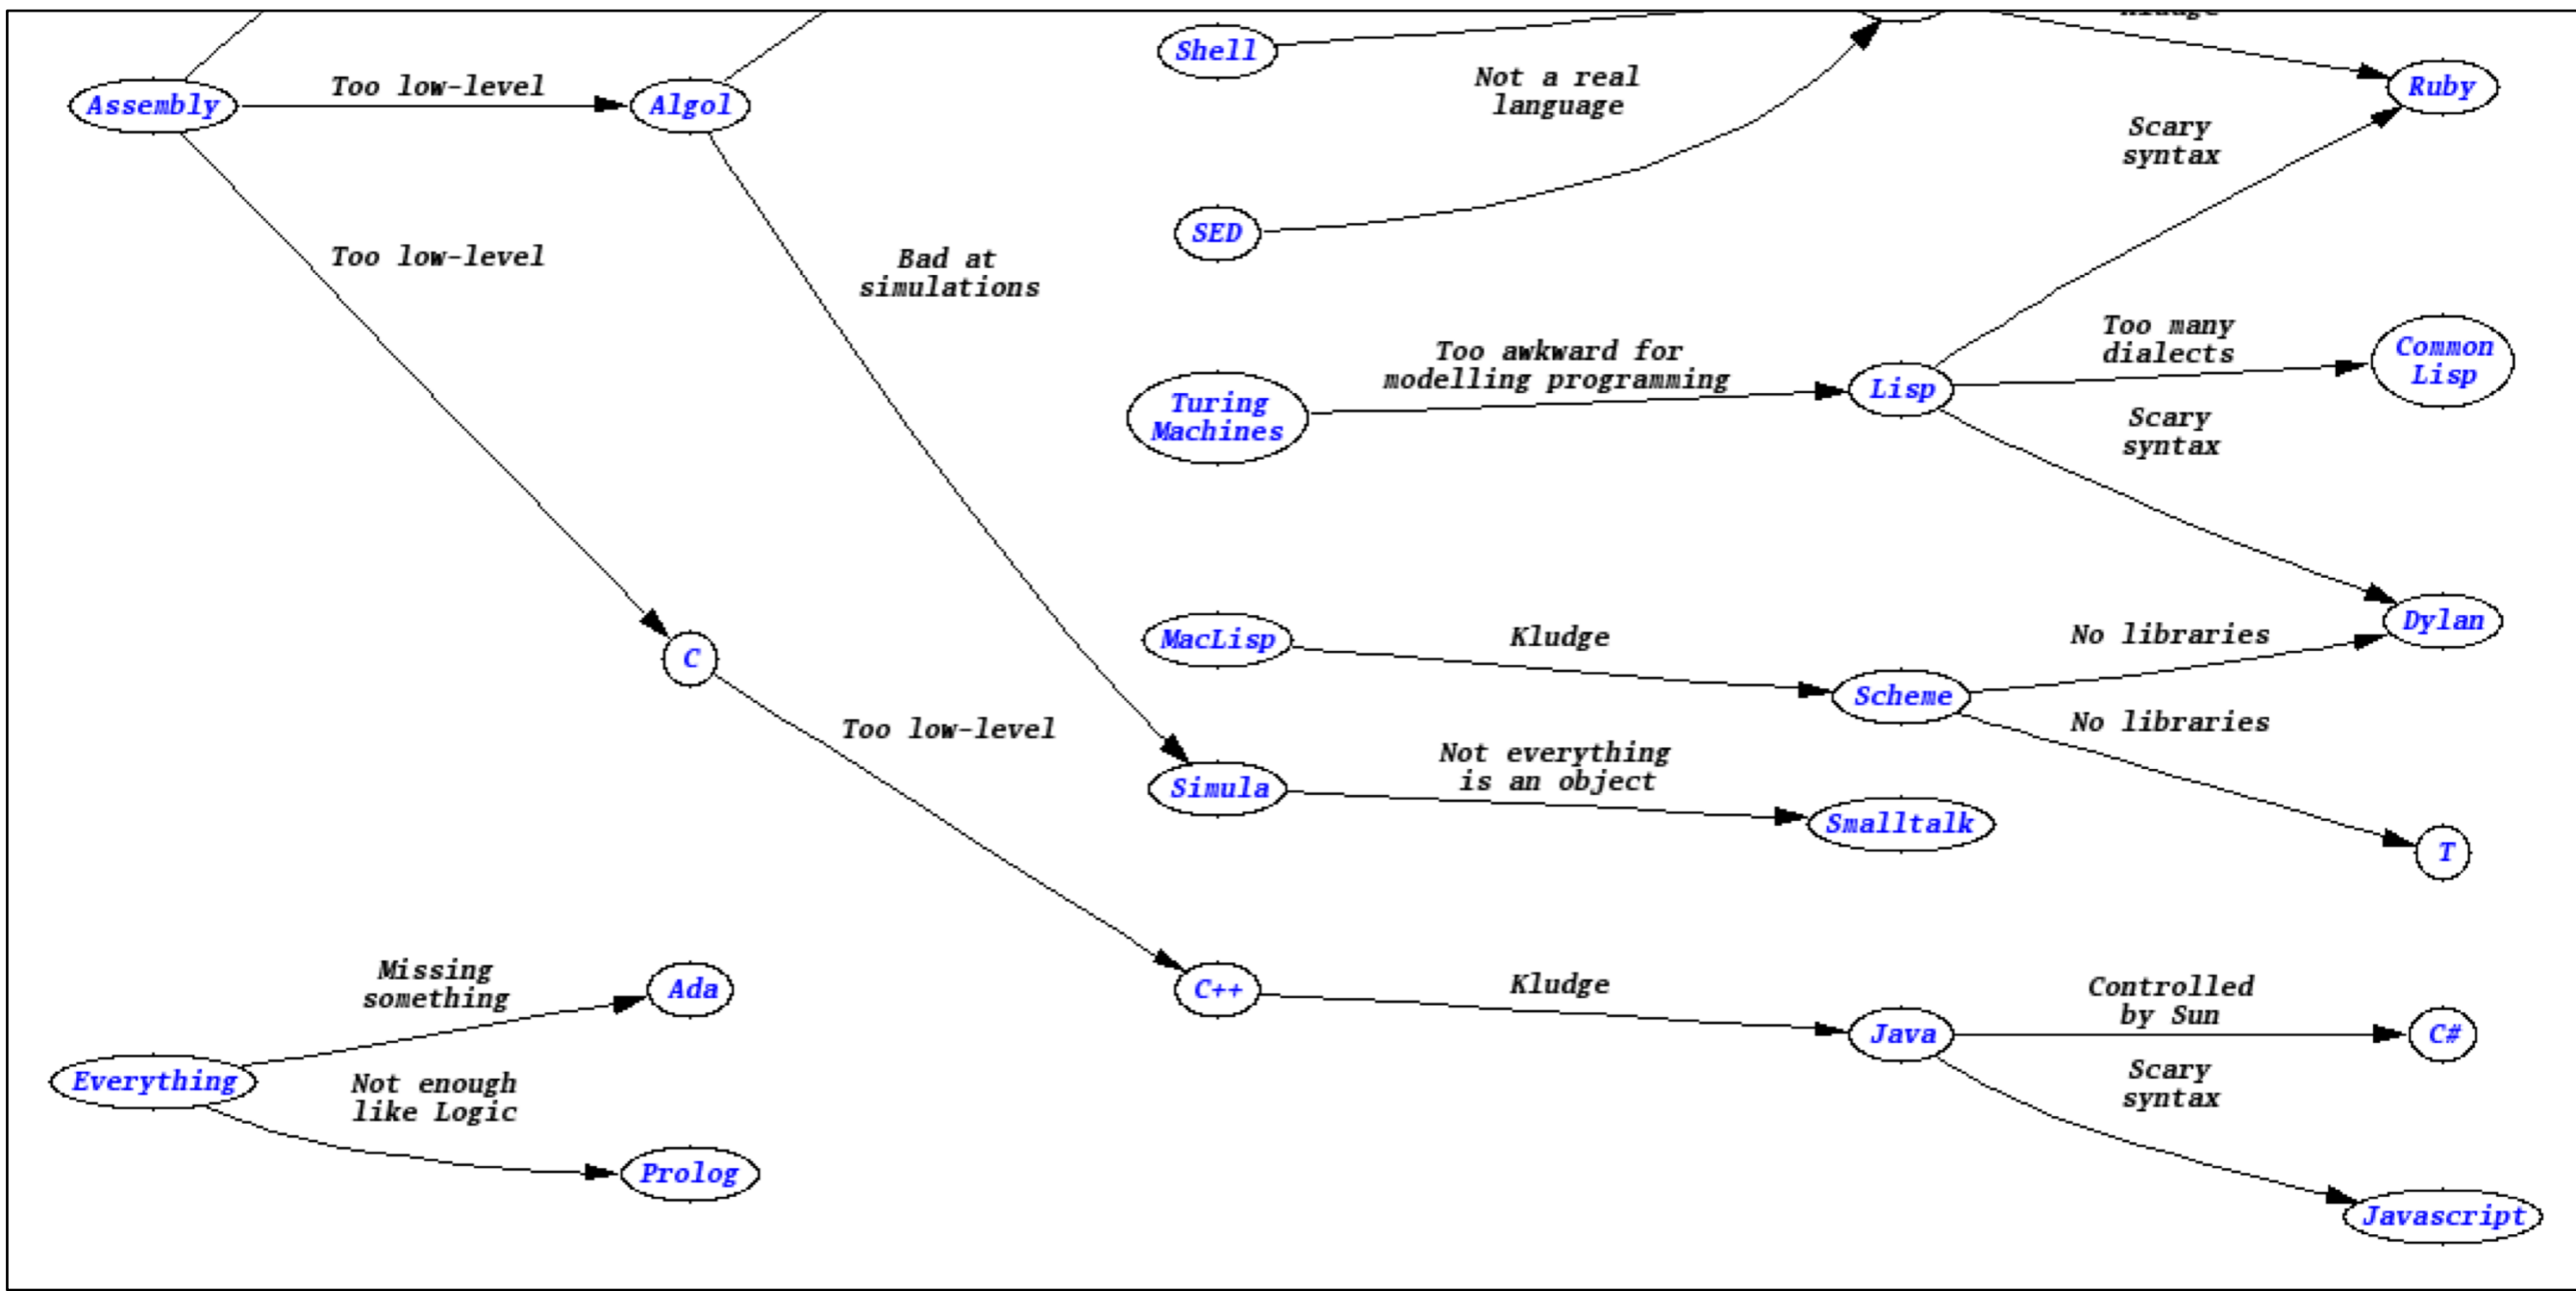 Shell
Ruby
Assembly
Too low-level
Algol
Not a real
language
Scary
syntax
SED
Too low-level
Bad at
simulations
Too awkward for
modelling programming
Turing
Machines
Lisp
Too many
dialects
Common
Lisp
Scary
syntax
MacLisp
Kludge
Scheme
No libraries
Dylan
No libraries
C
Too low-level
Simula
Not everything
is an object
Smalltalk
T
Missing
something
Ada
Everything
Not enough
like Logic
Prolog
C++
Kludge
Java
Controlled
by Sun
C#
Scary
syntax
Javascript